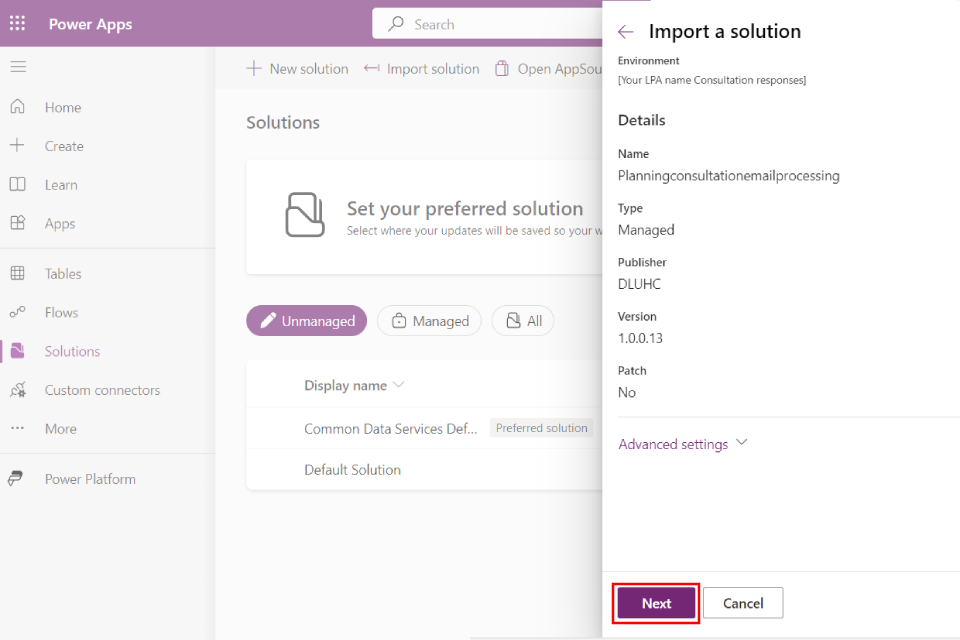 Power Apps
Search
Home
Create
Learn
Apps
Tables
Flows
Solutions
Custom connectors
More
Power Platform
New solution
Import solution
Open AppSou
Solutions
Set your preferred solution
Select where your updates will be saved so your w
Unmanaged
Managed
All
Display name
Common Data Services Def... Preferred solution
Default Solution
Import a solution
Environment
[Your LPA name Consultation responses]
Details
Name
Planningconsultationemailprocessing
Type
Managed
Publisher
DLUHC
Version
1.0.0.13
Patch
No
Advanced settings
Next
Cancel